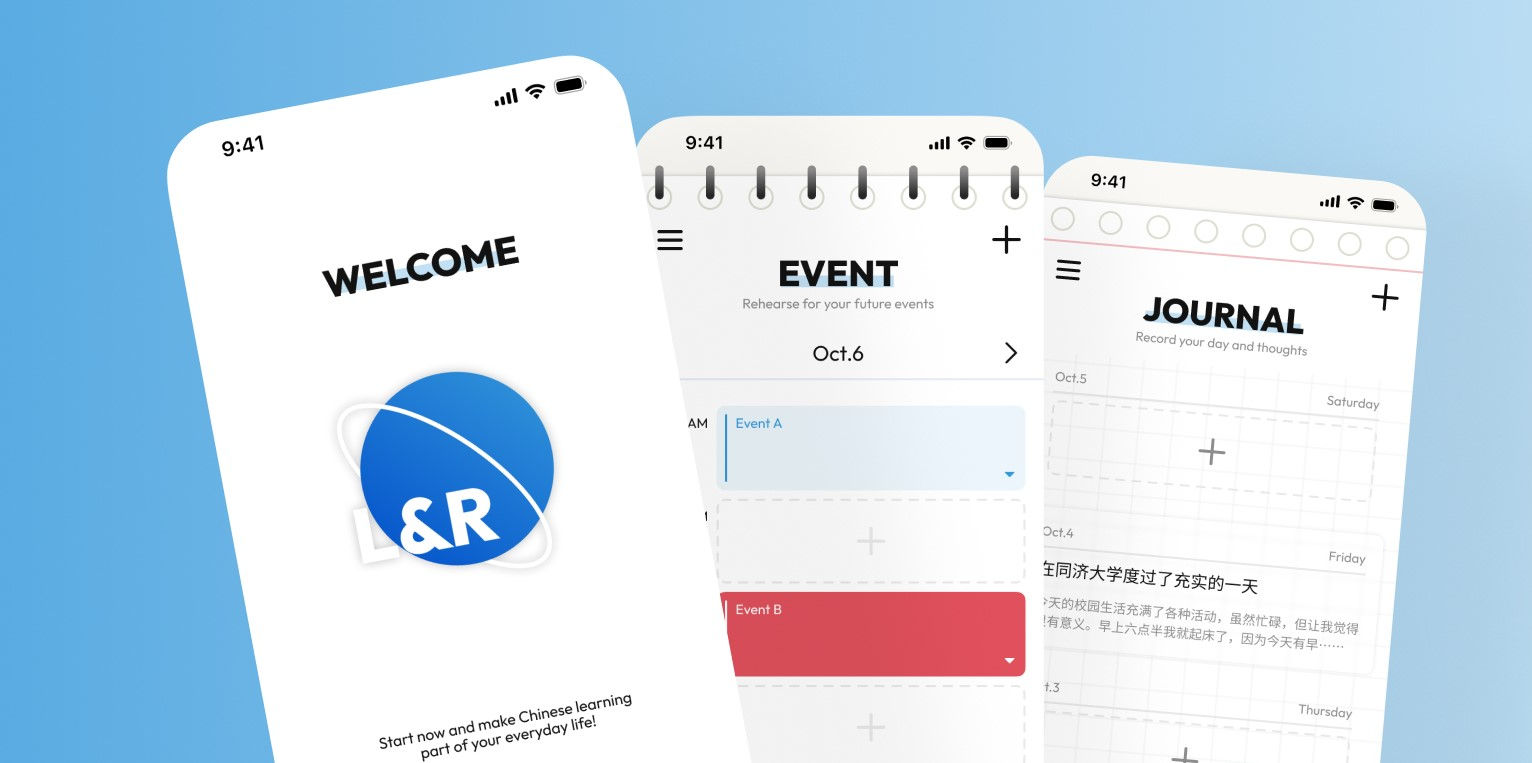 9:41
WELCOME
L&R
Start now and make Chinese learning
part of your everyday life!
9:41
EVENT
Rehearse for your future events
Oct.6
AM
Event A
Event B
9:41
JOURNAL
Record your day and thoughts
Oct.5
Saturday
Oct.4
Friday
在同济大学度过了充实的一天
今天的校园生活充满了各种活动，虽然忙碌，但让我觉得
很有意义。早上六点半我就起床了，因为今天有早……
t.3
Thursday